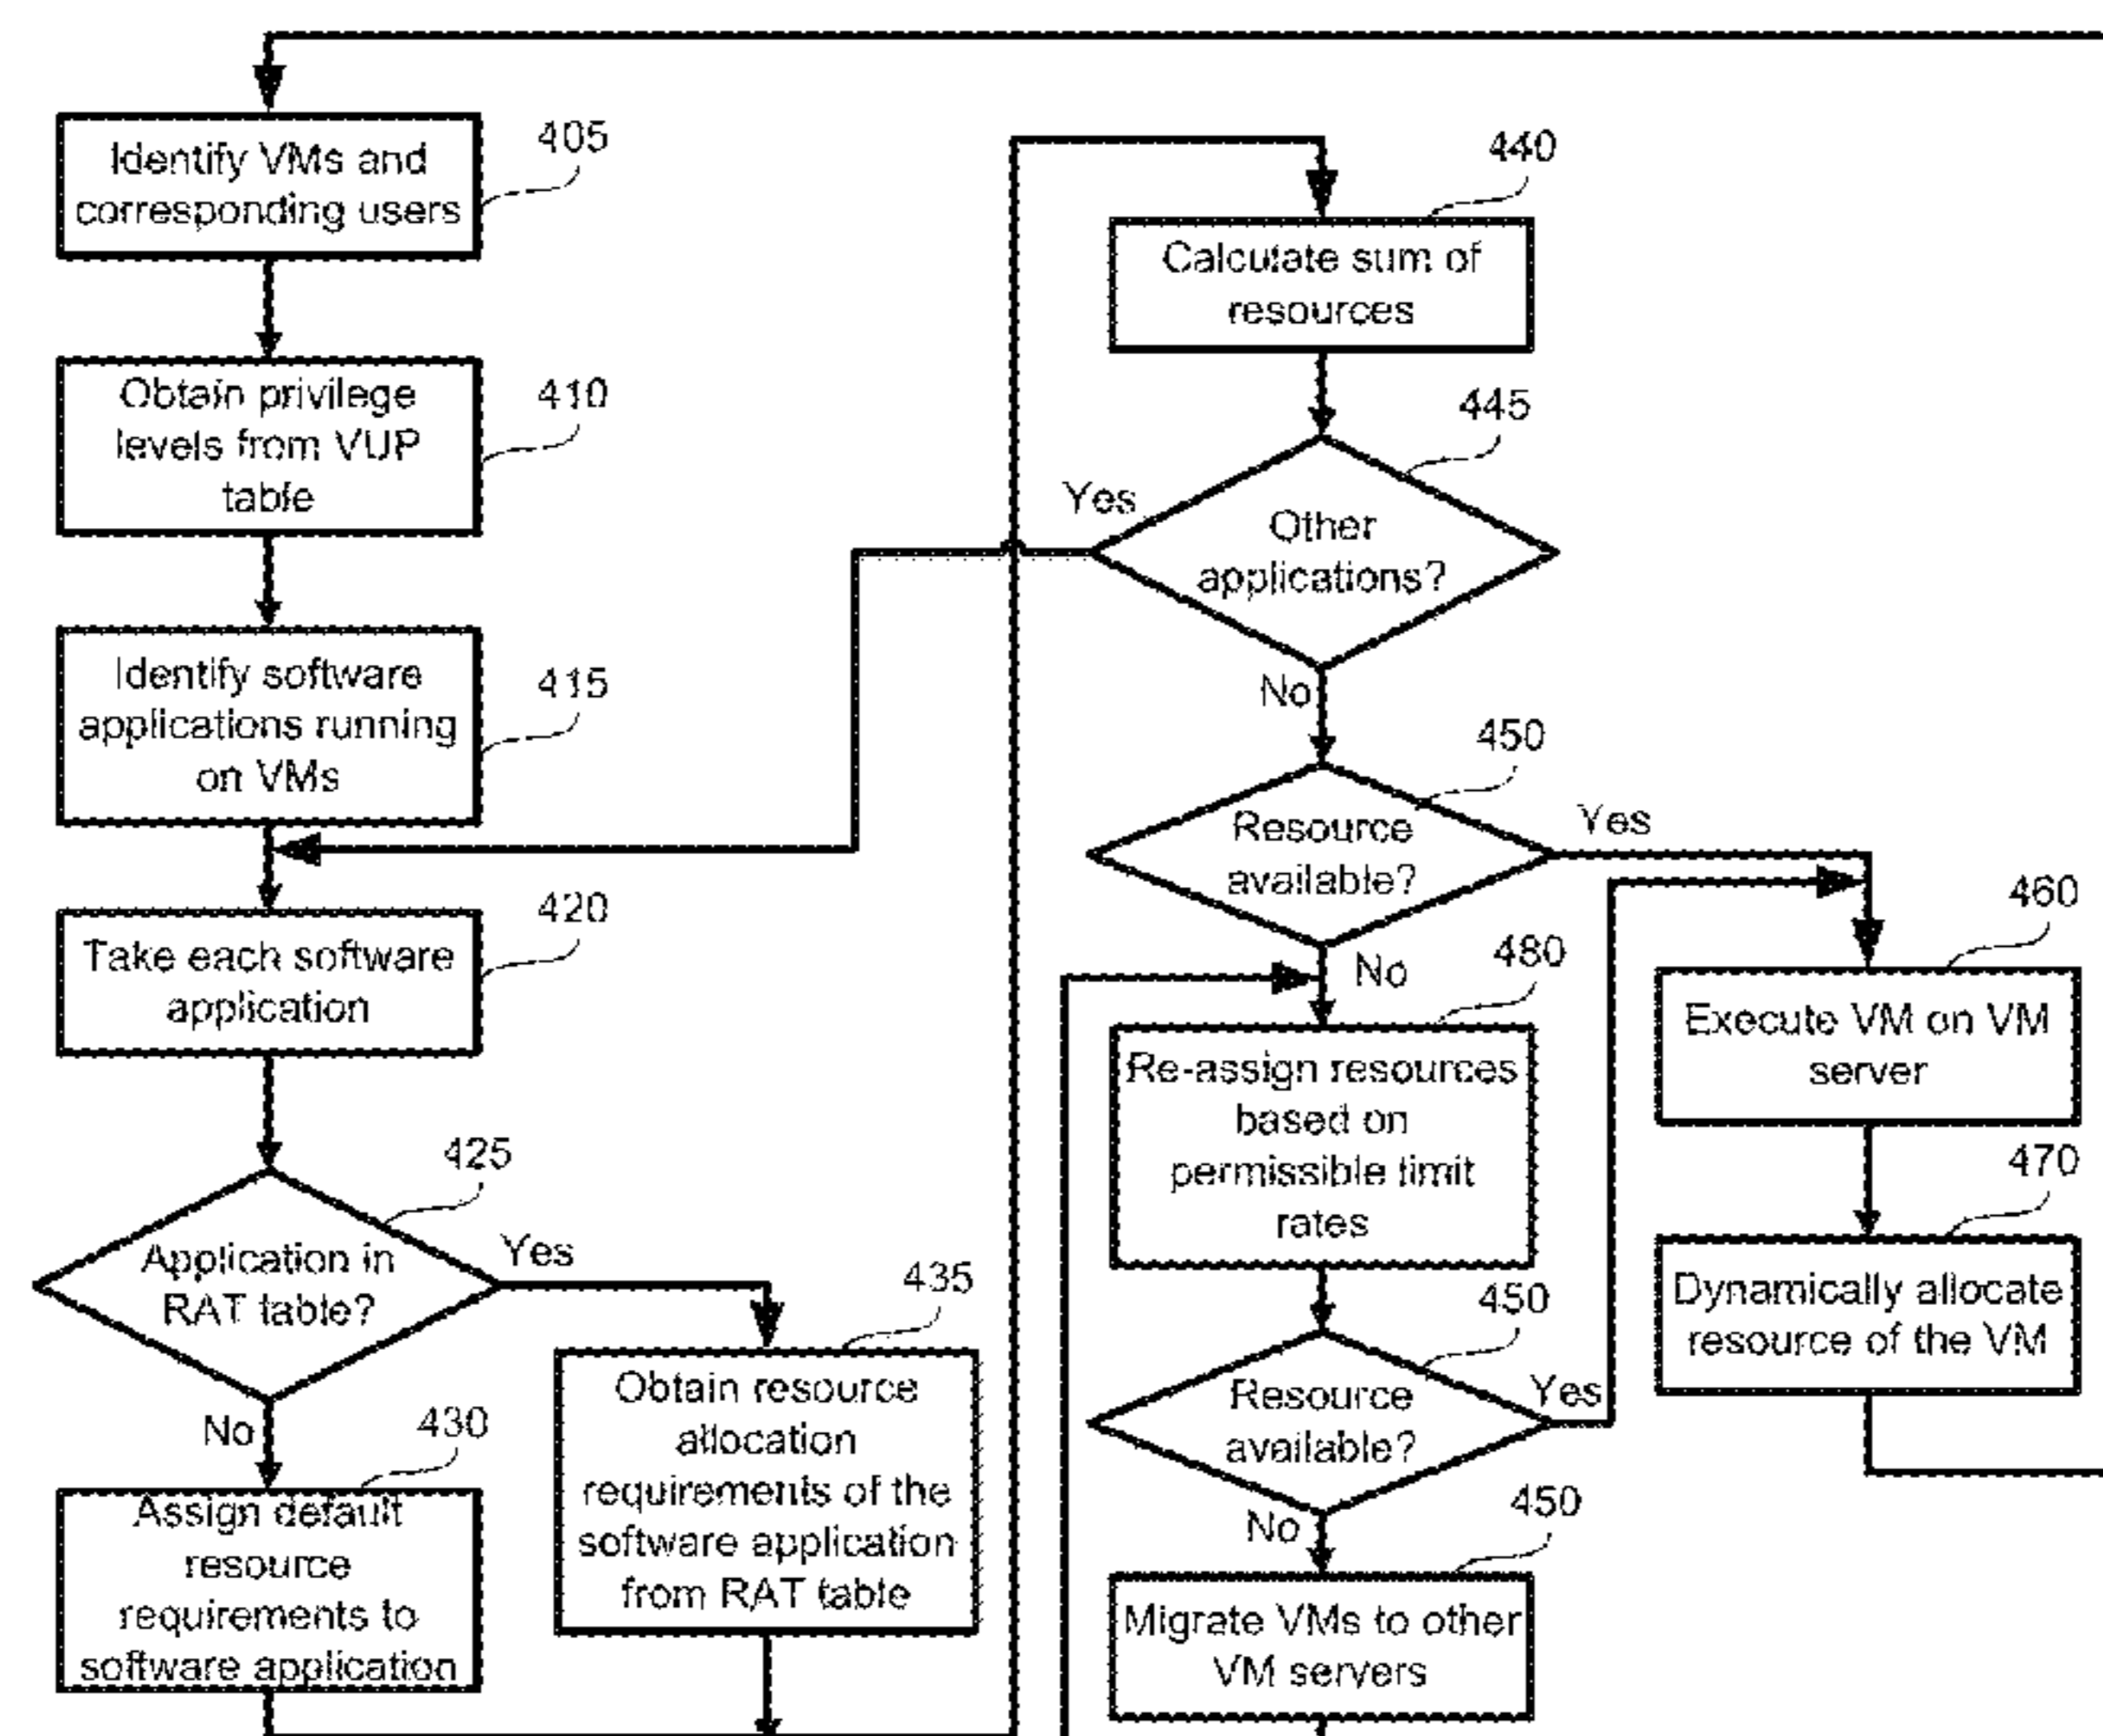 Identify VMs and
corresponding users
405
Obtain privilege
levels from VUP
table
410
Identify software
applications running
on VMs
415
Take each software
application
420
Application in
RAT table?
425
Yes
No
Assign default
resource
requirements to
software application
430
Obtain resource
allocation
requirements of the
software application
from RAT table
435
Calculate sum of
resources
440
Other
applications?
445
Yes
No
Resource
available?
450
Yes
No
Re-assign resources
based on
permissible limit
rates
480
Resource
available?
450
Yes
No
Migrate VMs to other
VM servers
450
Execute VM on VM
server
460
Dynamically allocate
resource of the VM
470